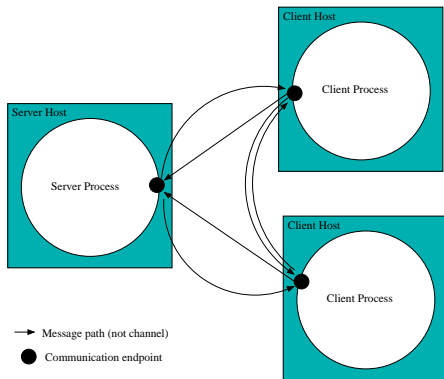 Client Host
Client Process
Server Host
Server Process
Client Host
Client Process
Message path (not channel)
Communication endpoint